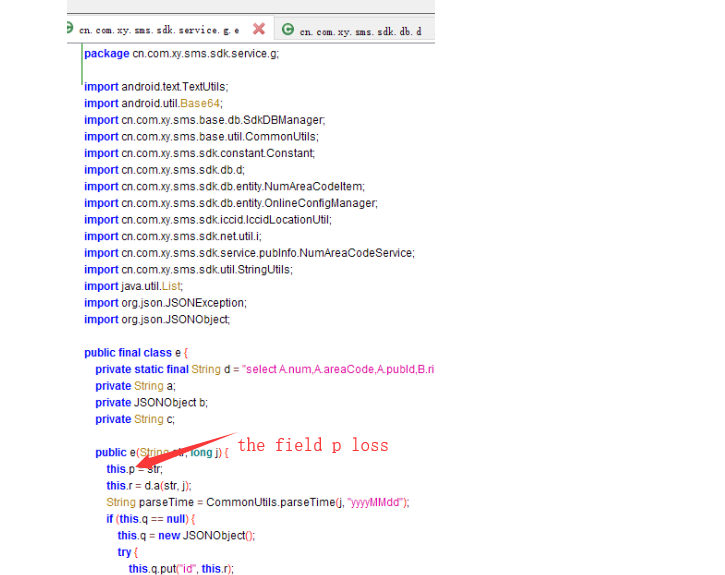 cn.com.xy.sms.sdk.service.g.e
cn.com.xy.sms.sdk.db.d
package cn.com.xy.sms.sdk.service.g;
import android.text.TextUtils;
import android.util.Base64;
import cn.com.xy.sms.base.db.SdkDBManager;
import cn.com.xy.sms.base.util.CommonUtils;
import cn.com.xy.sms.sdk.constant.Constant;
import cn.com.xy.sms.sdk.db.d;
import cn.com.xy.sms.sdk.db.entity.NumAreaCodeItem;
import cn.com.xy.sms.sdk.db.entity.OnlineConfigManager;
import cn.com.xy.sms.sdk.iccid.IccidLocationUtil;
import cn.com.xy.sms.sdk.net.util.i;
import cn.com.xy.sms.sdk.service.pubInfo.NumAreaCodeService;
import cn.com.xy.sms.sdk.util.StringUtils;
import java.util.List;
import org.json.JSONException;
import org.json.JSONObject;
public final class e {
private static final String d = "select A.num,A.areaCode,A.pubId,B.ri
private String a;
private JSONObject b;
private String c;
public e(String str, long j) {
the field p loss
this.p = str;
this.r = d.a(str, j);
String parseTime = CommonUtils.parseTime(j, "yyyyMMdd");
if (this.q == null) {
this.q = new JSONObject();
try {
this.q.put("id", this.r);